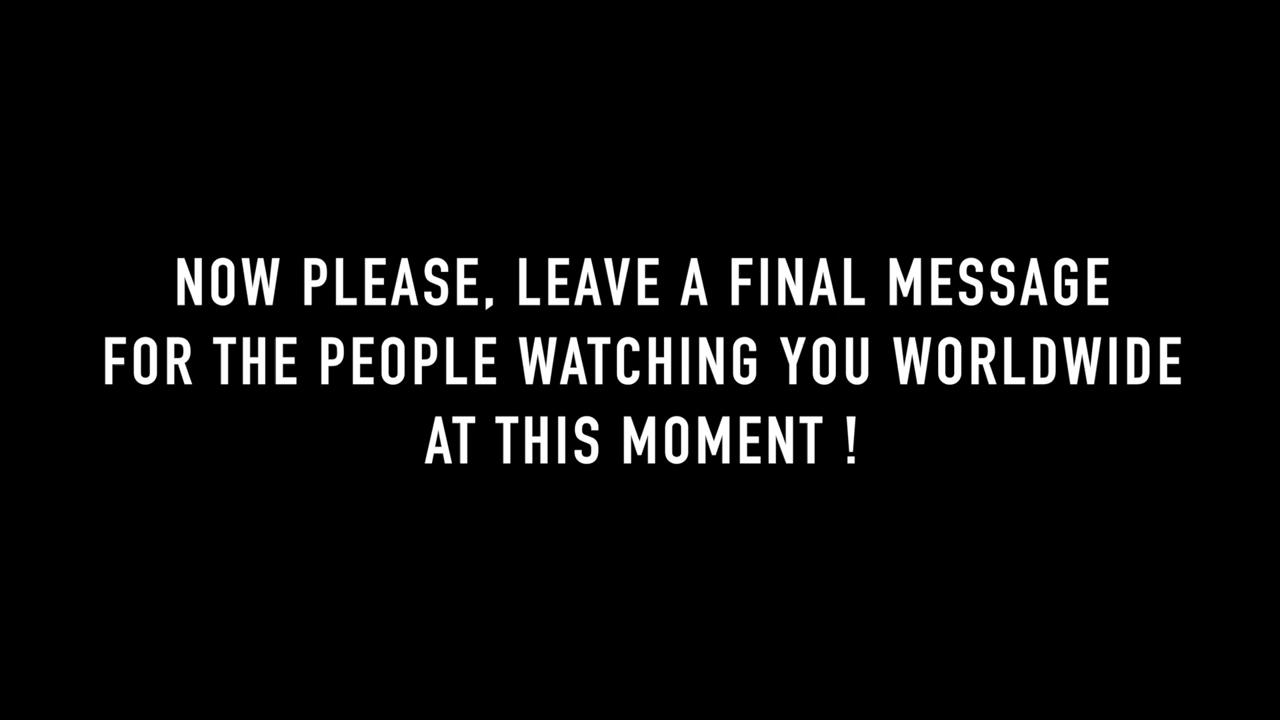 NOW PLEASE, LEAVE A FINAL MESSAGE
FOR THE PEOPLE WATCHING YOU WORLDWIDE
AT THIS MOMENT !